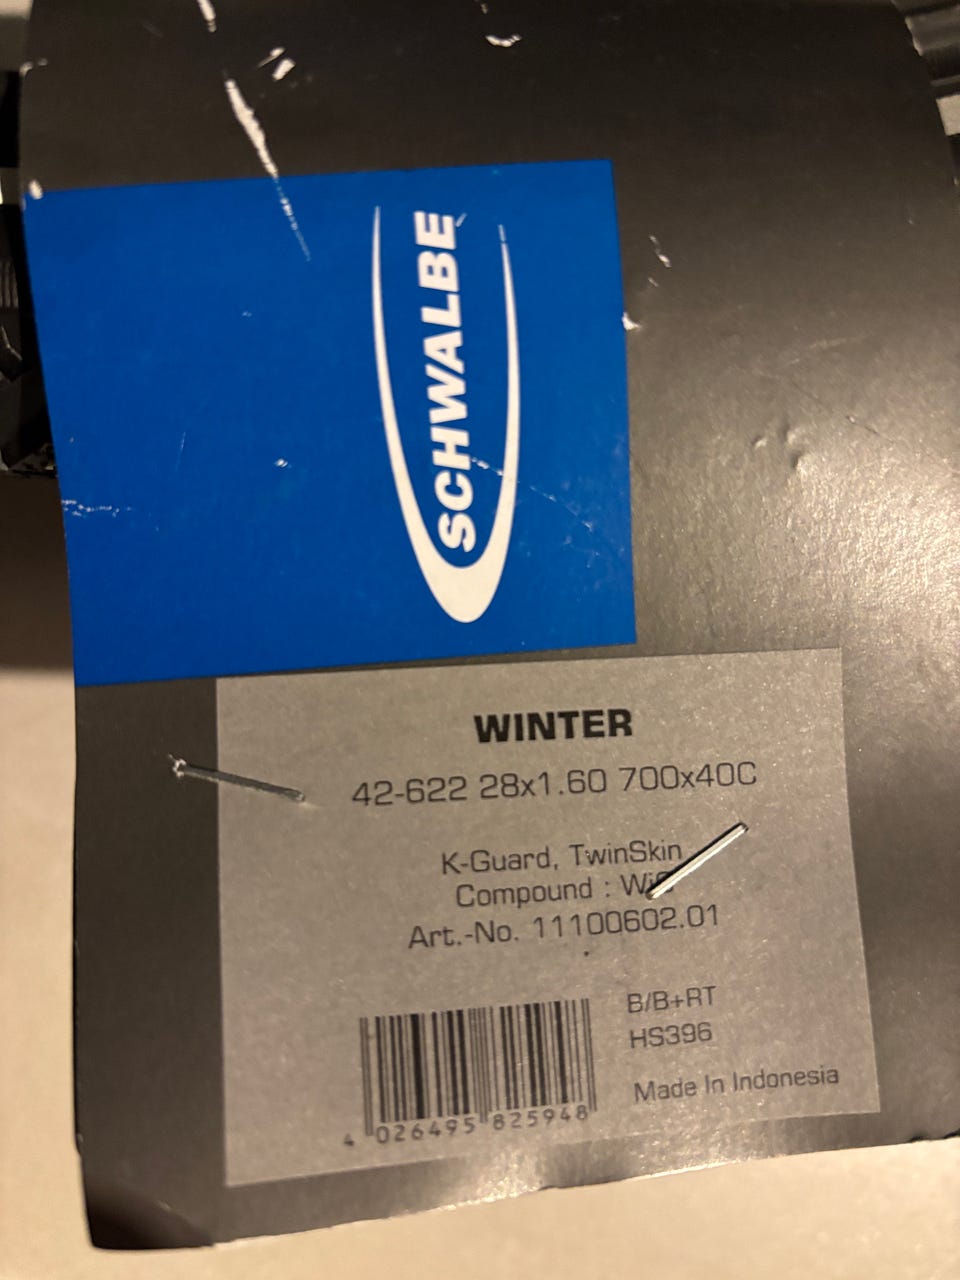 SCHWALBE
WINTER
42-622 28x1.60 700x40C
K-Guard, TwinSkin
Compound :
Art.-No. 11100602.01
B/B+RT
HS396
Made In Indonesia
4 026495 825948